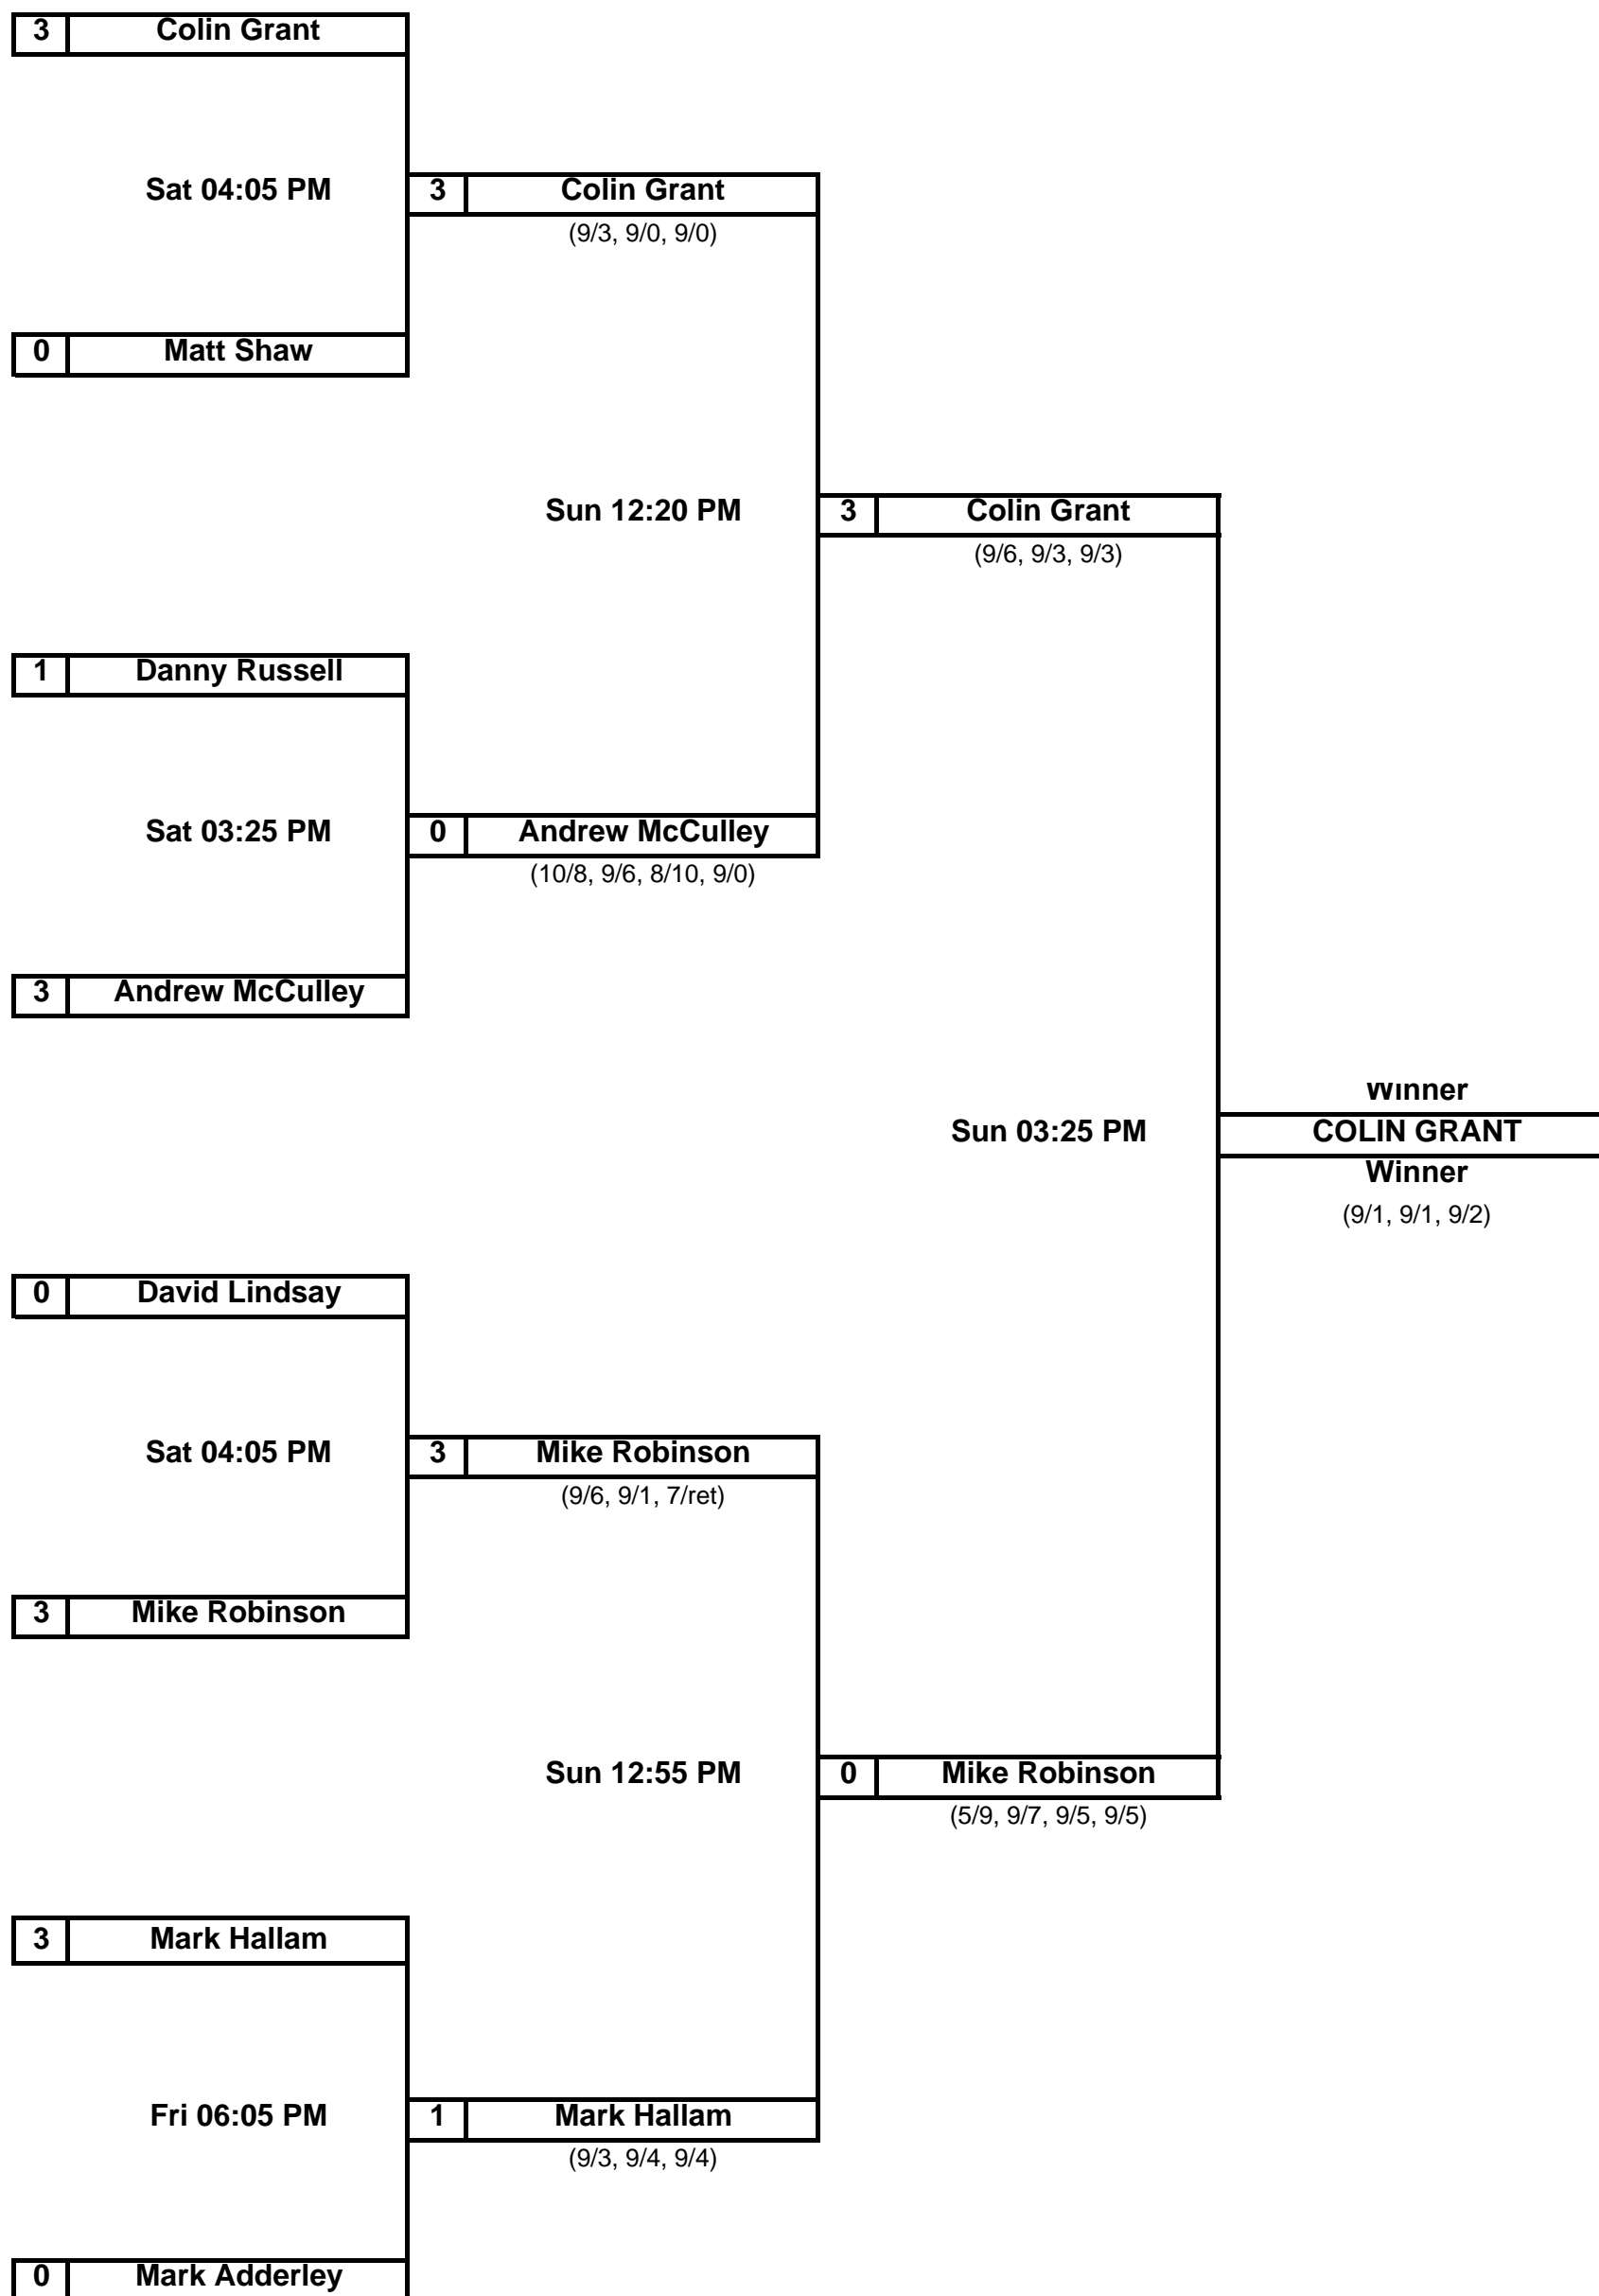 3 Colin Grant
Sat 04:05 PM
3 Colin Grant
(9/3, 9/0, 9/0)
0 Matt Shaw
Sun 12:20 PM
3 Colin Grant
(9/6, 9/3, 9/3)
1 Danny Russell
Sat 03:25 PM
0 Andrew McCulley
(10/8, 9/6, 8/10, 9/0)
3 Andrew McCulley
Winner
Sun 03:25 PM
COLIN GRANT
Winner
(9/1, 9/1, 9/2)
0 David Lindsay
Sat 04:05 PM
3 Mike Robinson
(9/6, 9/1, 7/ret)
3 Mike Robinson
Sun 12:55 PM
0 Mike Robinson
(5/9, 9/7, 9/5, 9/5)
3 Mark Hallam
Fri 06:05 PM
1 Mark Hallam
(9/3, 9/4, 9/4)
0 Mark Adderley